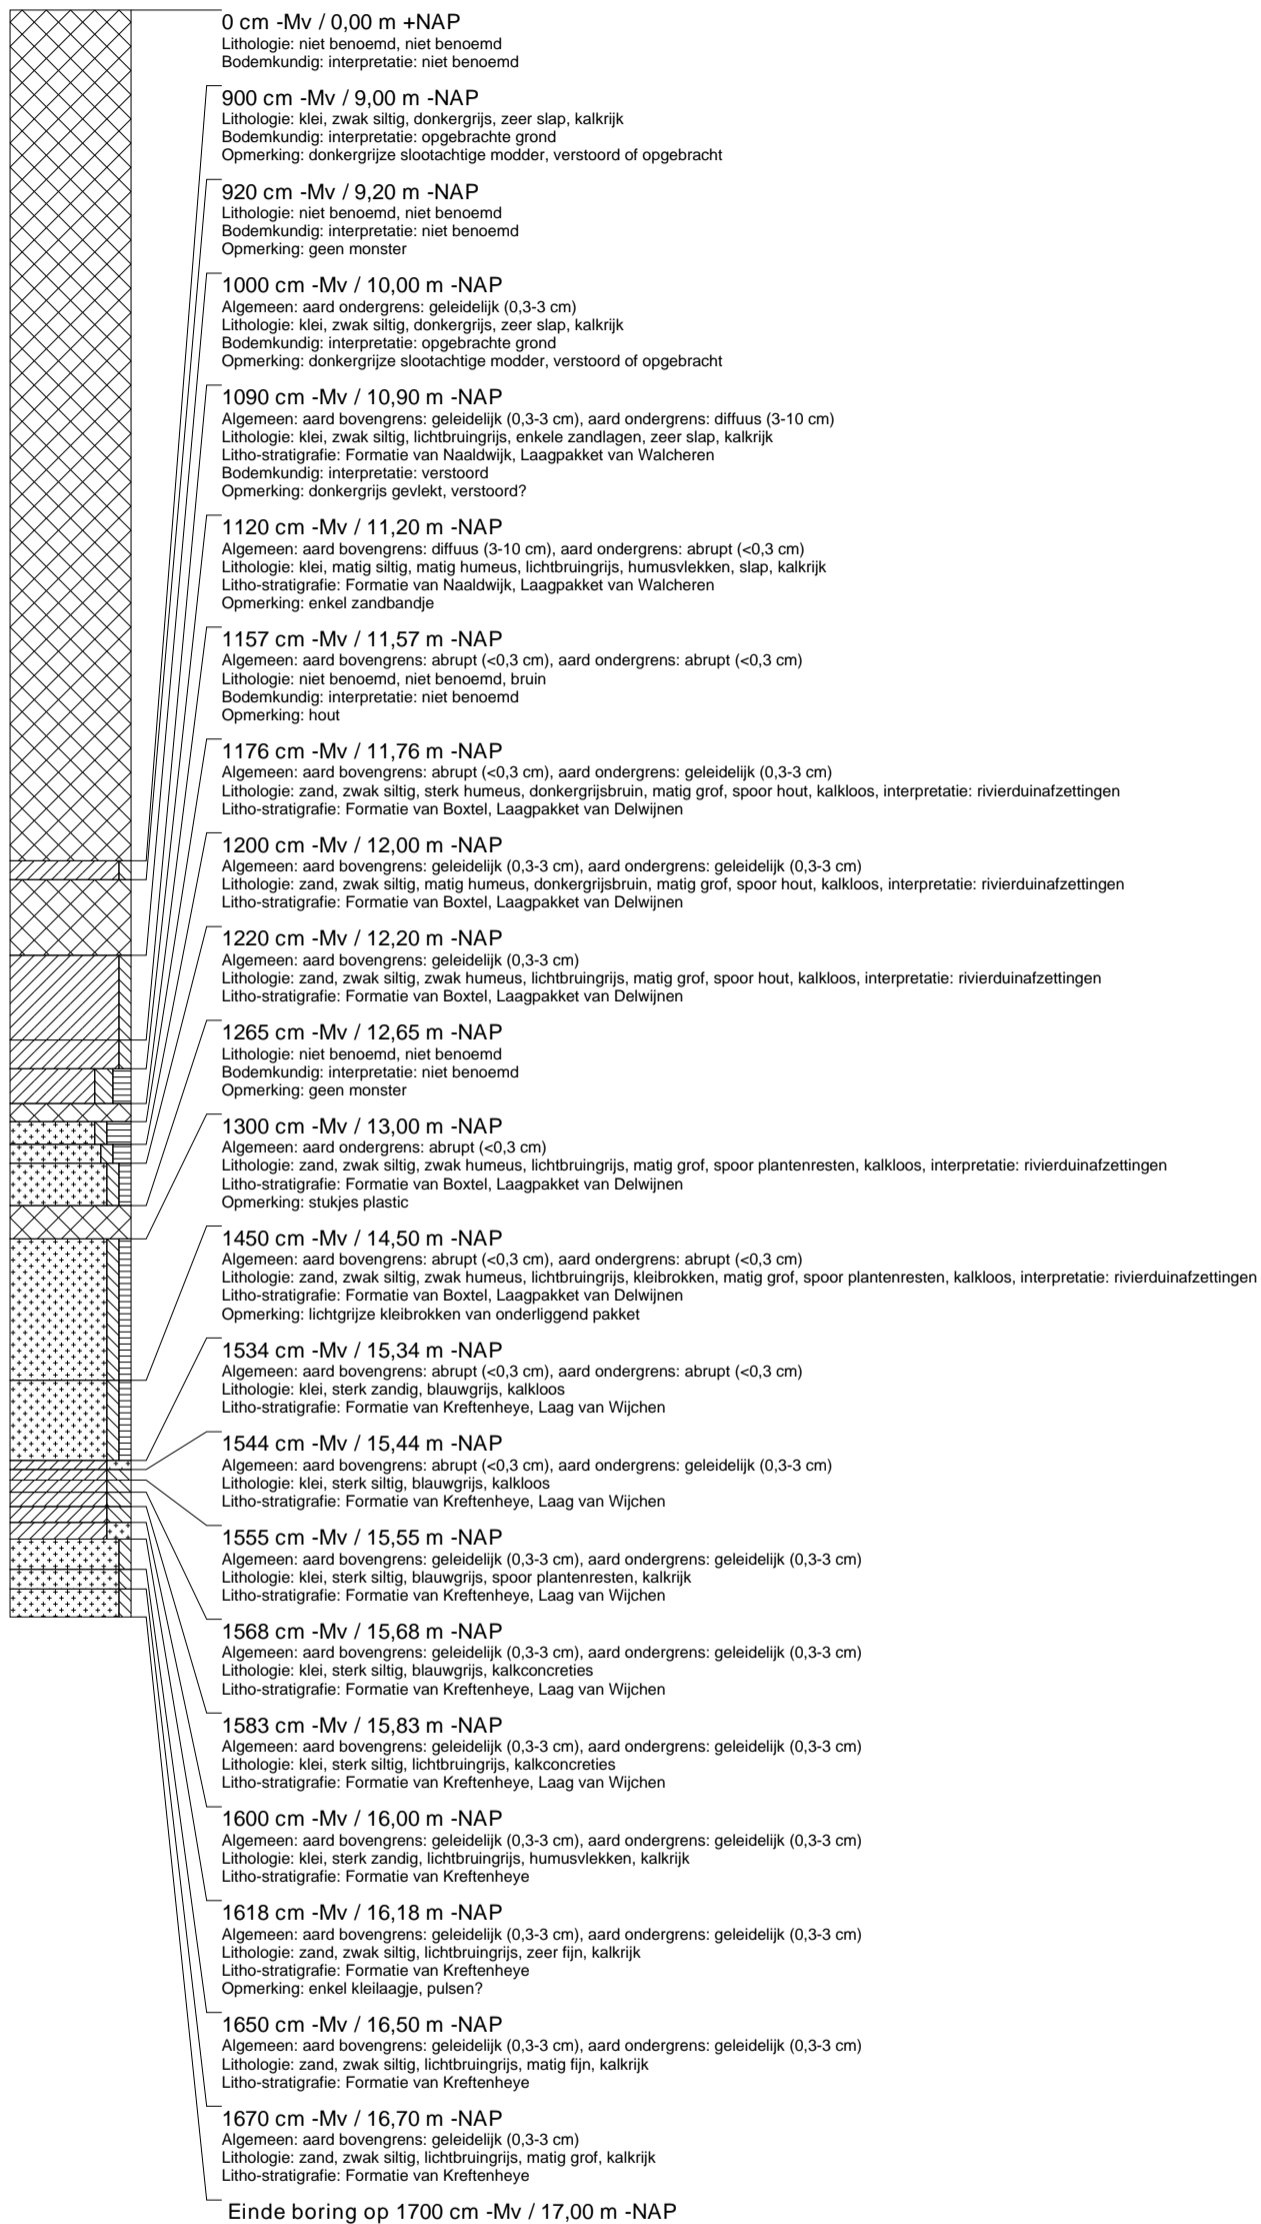 0 cm -Mv / 0,00 m +NAP
Lithologie: niet benoemd, niet benoemd
Bodemkundig: interpretatie: niet benoemd
900 cm -Mv / 9,00 m -NAP
Lithologie: klei, zwak siltig, donkergrijs, zeer slap, kalkrijk
Bodemkundig: interpretatie: opgebrachte grond
Opmerking: donkergrijze slootachtige modder, verstoord of opgebracht
920 cm -Mv / 9,20 m -NAP
Lithologie: niet benoemd, niet benoemd
Bodemkundig: interpretatie: niet benoemd
Opmerking: geen monster
1000 cm -Mv / 10,00 m -NAP
Algemeen: aard ondergrens: geleidelijk (0,3-3 cm)
Lithologie: klei, zwak siltig, donkergrijs, zeer slap, kalkrijk
Bodemkundig: interpretatie: opgebrachte grond
Opmerking: donkergrijze slootachtige modder, verstoord of opgebracht
1090 cm -Mv / 10,90 m -NAP
Algemeen: aard bovengrens: geleidelijk (0,3-3 cm), aard ondergrens: diffuus (3-10 cm)
Lithologie: klei, zwak siltig, lichtbruingrijs, enkele zandlagen, zeer slap, kalkrijk
Litho-stratigrafie: Formatie van Naaldwijk, Laagpakket van Walcheren
Bodemkundig: interpretatie: verstoord
Opmerking: donkergrijs gevlekt, verstoord?
1120 cm -Mv / 11,20 m -NAP
Algemeen: aard bovengrens: diffuus (3-10 cm), aard ondergrens: abrupt (<0,3 cm)
Lithologie: klei, matig siltig, matig humeus, lichtbruingrijs, humusvlekken, slap, kalkrijk
Litho-stratigrafie: Formatie van Naaldwijk, Laagpakket van Walcheren
Opmerking: enkel zandbandje
1157 cm -Mv / 11,57 m -NAP
Algemeen: aard bovengrens: abrupt (<0,3 cm), aard ondergrens: abrupt (<0,3 cm)
Lithologie: niet benoemd, niet benoemd, bruin
Bodemkundig: interpretatie: niet benoemd
Opmerking: hout
1176 cm -Mv / 11,76 m -NAP
Algemeen: aard bovengrens: abrupt (<0,3 cm), aard ondergrens: geleidelijk (0,3-3 cm)
Lithologie: zand, zwak siltig, sterk humeus, donkergrijsbruin, matig grof, spoor hout, kalkloos, interpretatie: rivierduinafzettingen
Litho-stratigrafie: Formatie van Boxtel, Laagpakket van Delwijnen
1200 cm -Mv / 12,00 m -NAP
Algemeen: aard bovengrens: geleidelijk (0,3-3 cm), aard ondergrens: geleidelijk (0,3-3 cm)
Lithologie: zand, zwak siltig, matig humeus, donkergrijsbruin, matig grof, spoor hout, kalkloos, interpretatie: rivierduinafzettingen
Litho-stratigrafie: Formatie van Boxtel, Laagpakket van Delwijnen
1220 cm -Mv / 12,20 m -NAP
Algemeen: aard bovengrens: geleidelijk (0,3-3 cm)
Lithologie: zand, zwak siltig, zwak humeus, lichtbruingrijs, matig grof, spoor hout, kalkloos, interpretatie: rivierduinafzettingen
Litho-stratigrafie: Formatie van Boxtel, Laagpakket van Delwijnen
1265 cm -Mv / 12,65 m -NAP
Lithologie: niet benoemd, niet benoemd
Bodemkundig: interpretatie: niet benoemd
Opmerking: geen monster
1300 cm -Mv / 13,00 m -NAP
Algemeen: aard ondergrens: abrupt (<0,3 cm)
Lithologie: zand, zwak siltig, zwak humeus, lichtbruingrijs, matig grof, spoor plantenresten, kalkloos, interpretatie: rivierduinafzettingen
Litho-stratigrafie: Formatie van Boxtel, Laagpakket van Delwijnen
Opmerking: stukjes plastic
1450 cm -Mv / 14,50 m -NAP
Algemeen: aard bovengrens: abrupt (<0,3 cm), aard ondergrens: abrupt (<0,3 cm)
Lithologie: zand, zwak siltig, zwak humeus, lichtbruingrijs, kleibrokken, matig grof, spoor plantenresten, kalkloos, interpretatie: rivierduinafzettingen
Litho-stratigrafie: Formatie van Boxtel, Laagpakket van Delwijnen
Opmerking: lichtgrijze kleibrokken van onderliggend pakket
1534 cm -Mv / 15,34 m -NAP
Algemeen: aard bovengrens: abrupt (<0,3 cm), aard ondergrens: abrupt (<0,3 cm)
Lithologie: klei, sterk zandig, blauwgrijs, kalkloos
Litho-stratigrafie: Formatie van Kreftenheye, Laag van Wijchen
1544 cm -Mv / 15,44 m -NAP
Algemeen: aard bovengrens: abrupt (<0,3 cm), aard ondergrens: geleidelijk (0,3-3 cm)
Lithologie: klei, sterk siltig, blauwgrijs, kalkloos
Litho-stratigrafie: Formatie van Kreftenheye, Laag van Wijchen
1555 cm -Mv / 15,55 m -NAP
Algemeen: aard bovengrens: geleidelijk (0,3-3 cm), aard ondergrens: geleidelijk (0,3-3 cm)
Lithologie: klei, sterk siltig, blauwgrijs, spoor plantenresten, kalkrijk
Litho-stratigrafie: Formatie van Kreftenheye, Laag van Wijchen
1568 cm -Mv / 15,68 m -NAP
Algemeen: aard bovengrens: geleidelijk (0,3-3 cm), aard ondergrens: geleidelijk (0,3-3 cm)
Lithologie: klei, sterk siltig, blauwgrijs, kalkconcreties
Litho-stratigrafie: Formatie van Kreftenheye, Laag van Wijchen
1583 cm -Mv / 15,83 m -NAP
Algemeen: aard bovengrens: geleidelijk (0,3-3 cm), aard ondergrens: geleidelijk (0,3-3 cm)
Lithologie: klei, sterk siltig, lichtbruingrijs, kalkconcreties
Litho-stratigrafie: Formatie van Kreftenheye, Laag van Wijchen
1600 cm -Mv / 16,00 m -NAP
Algemeen: aard bovengrens: geleidelijk (0,3-3 cm), aard ondergrens: geleidelijk (0,3-3 cm)
Lithologie: klei, sterk zandig, lichtbruingrijs, humusvlekken, kalkrijk
Litho-stratigrafie: Formatie van Kreftenheye
1618 cm -Mv / 16,18 m -NAP
Algemeen: aard bovengrens: geleidelijk (0,3-3 cm), aard ondergrens: geleidelijk (0,3-3 cm)
Lithologie: zand, zwak siltig, lichtbruingrijs, zeer fijn, kalkrijk
Litho-stratigrafie: Formatie van Kreftenheye
Opmerking: enkel kleilaagje, pulsen?
1650 cm -Mv / 16,50 m -NAP
Algemeen: aard bovengrens: geleidelijk (0,3-3 cm), aard ondergrens: geleidelijk (0,3-3 cm)
Lithologie: zand, zwak siltig, lichtbruingrijs, matig fijn, kalkrijk
Litho-stratigrafie: Formatie van Kreftenheye
1670 cm -Mv / 16,70 m -NAP
Algemeen: aard bovengrens: geleidelijk (0,3-3 cm)
Lithologie: zand, zwak siltig, lichtbruingrijs, matig grof, kalkrijk
Litho-stratigrafie: Formatie van Kreftenheye
Einde boring op 1700 cm -Mv / 17,00 m -NAP